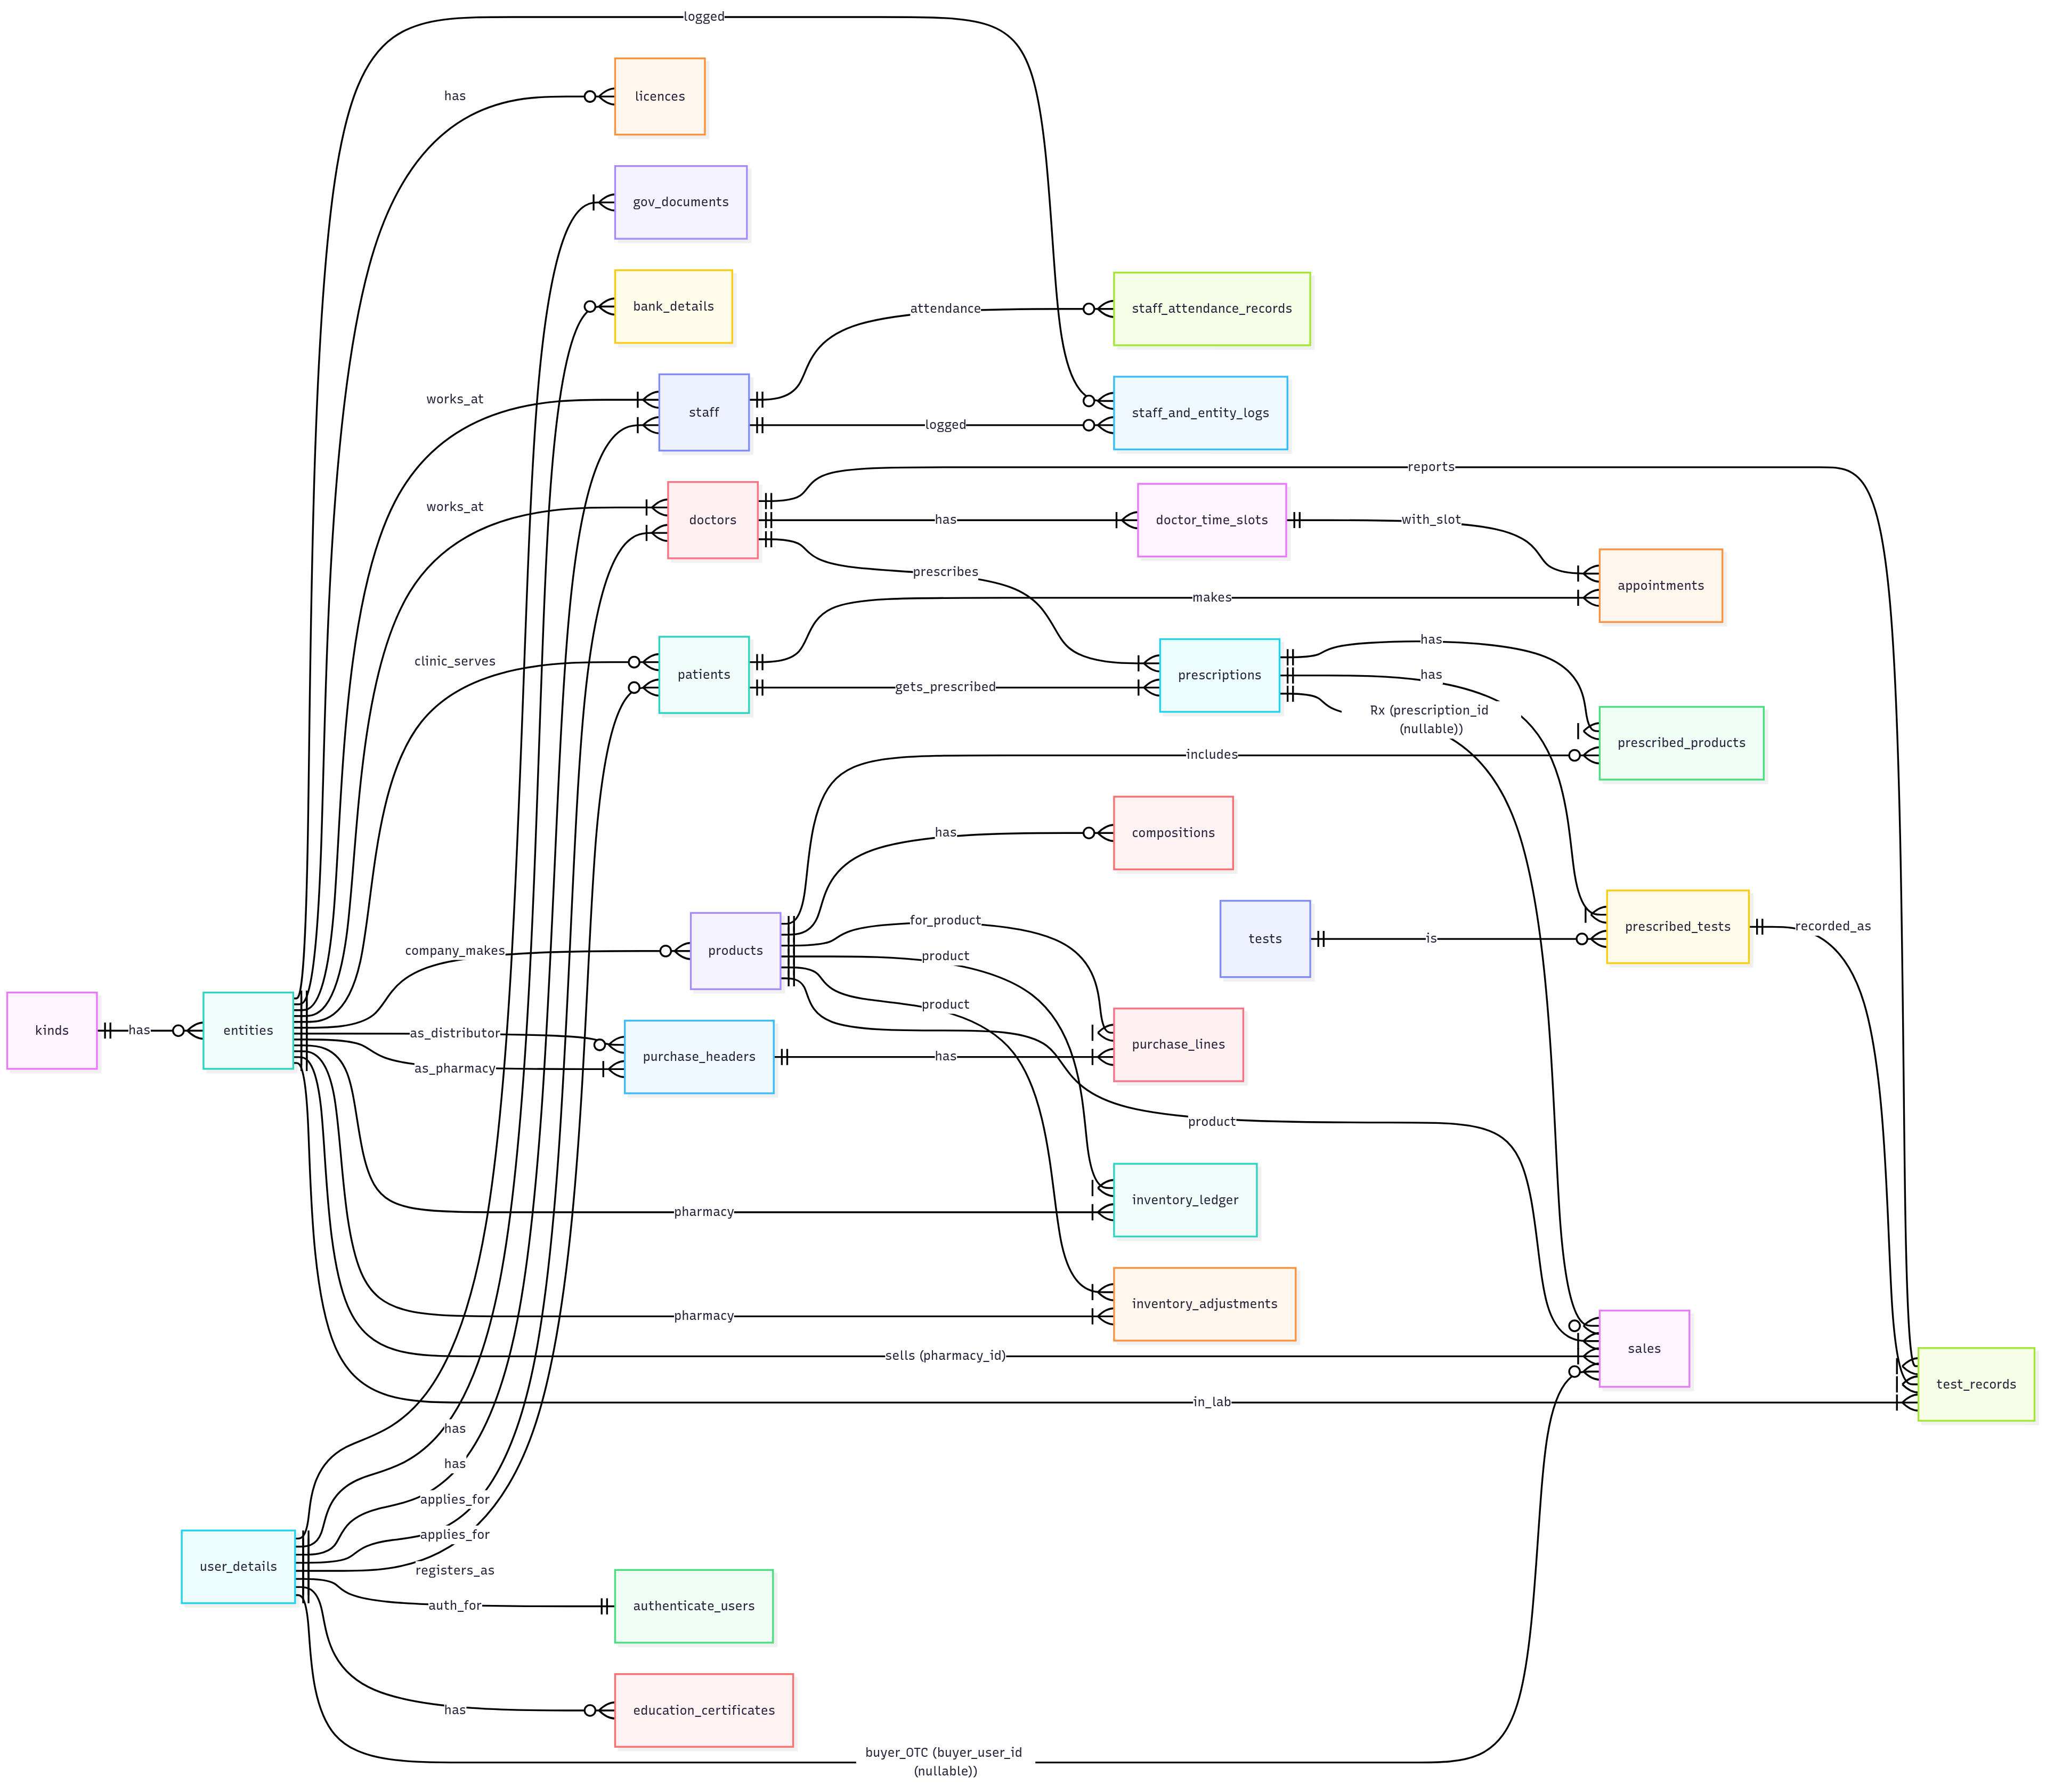 logged
licences
has
gov_documents
bank_details
staff_attendance_records
attendance
works_at
staff
staff_and_entity_logs
logged
reports
works_at
doctors
has
doctor_time_slots
with_slot
prescribes
appointments
makes
clinic_serves
patients
gets_prescribed
prescriptions
has
has
Rx (prescription_id
(nullable))
prescribed_products
includes
has
compositions
for_product
company_makes
products
product
tests
is
prescribed_tests
recorded_as
product
kinds
has
entities
as_distributor
as_pharmacy
purchase_headers
has
purchase_lines
product
inventory_ledger
pharmacy
inventory_adjustments
pharmacy
sells (pharmacy_id)
sales
test_records
in_lab
has
has
applies_for
applies_for
user_details
registers_as
auth_for
authenticate_users
has
education_certificates
buyer_OTC (buyer_user_id
(nullable))